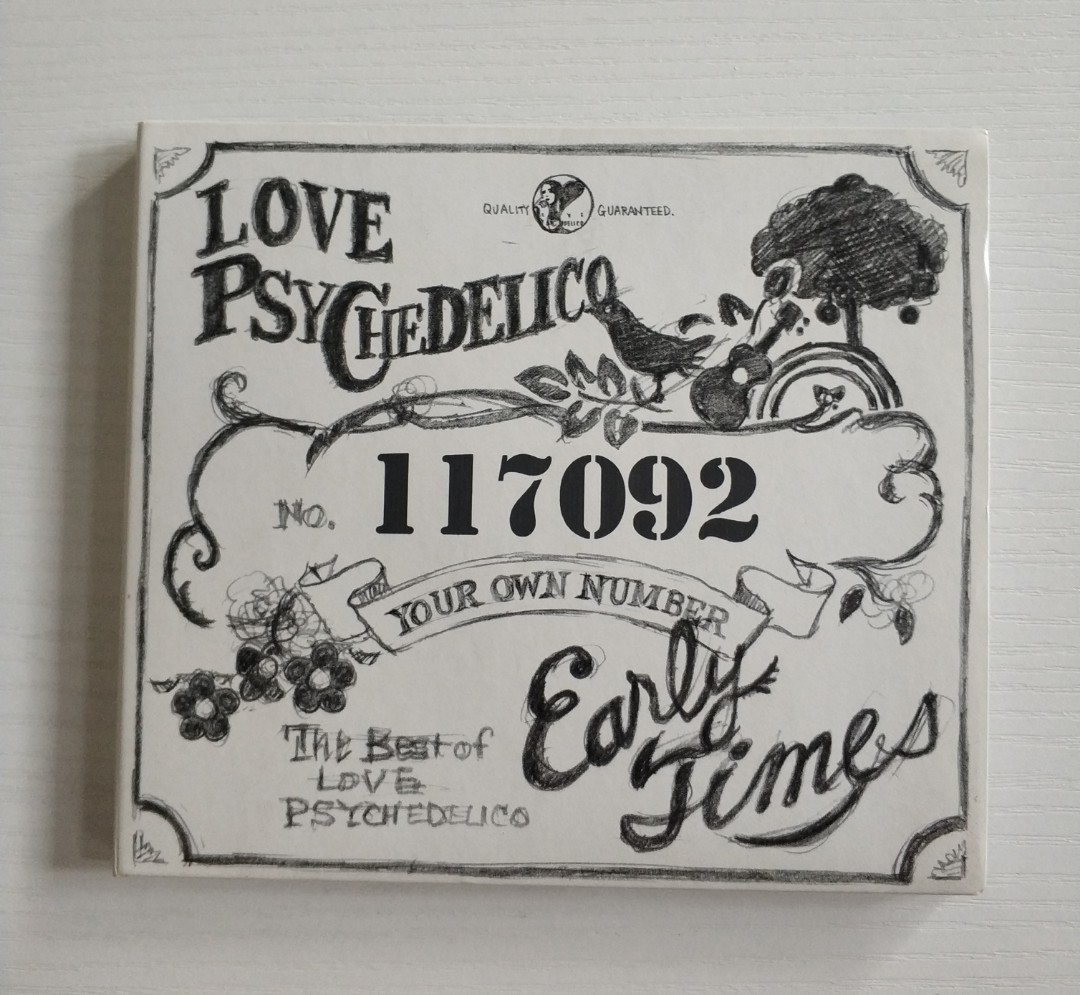 LOVE
PSYCHEDELICO
QUALITY GUARANTEED.
No. 117092
YOUR OWN NUMBER
Early
Times
The Best of
LOVE
PSYCHEDELICO